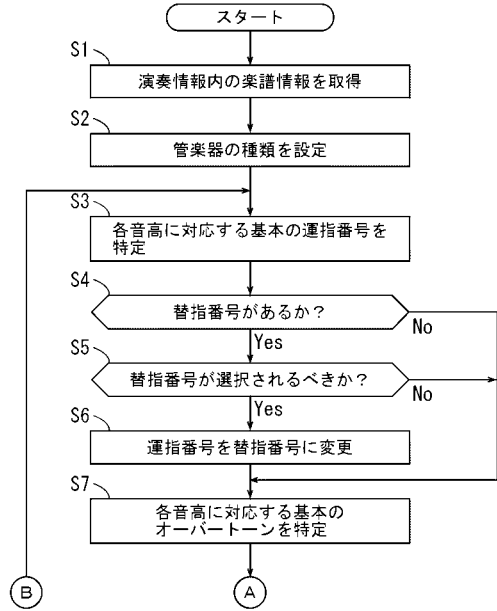 スタート
S1
演奏情報内の楽譜情報を取得
S2
管楽器の種類を設定
S3
各音高に対応する基本の運指番号を
特定
S4
替指番号があるか？
No
Yes
S5
替指番号が選択されるべきか？
No
Yes
S6
運指番号を替指番号に変更
S7
各音高に対応する基本の
オーバートーンを特定
B
A